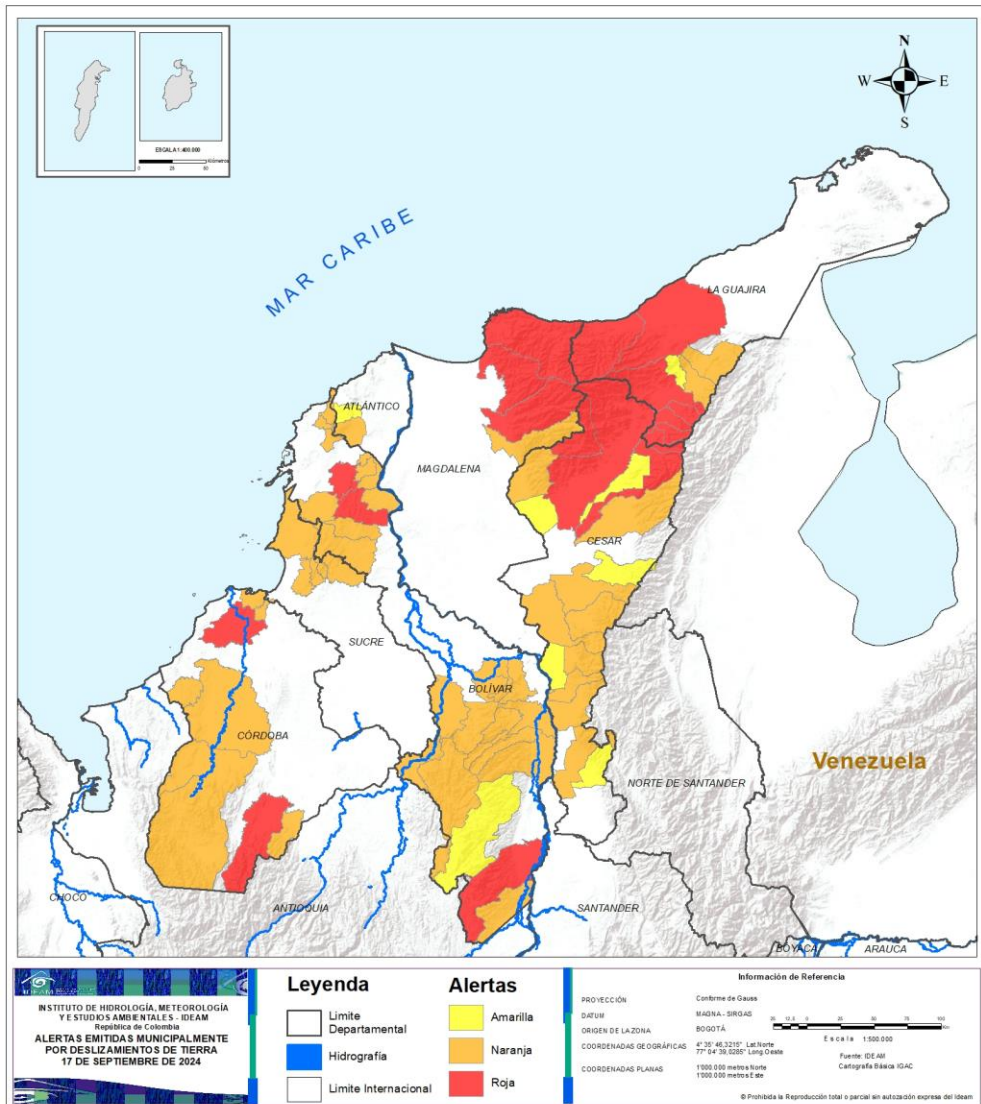 N
W E
S
ESCALA 1:400.000
MAR CARIBE
LA GUAJIRA
ATLÁNTICO
MAGDALENA
CESAR
SUCRE
BOLÍVAR
CÓRDOBA
Venezuela
NORTE DE SANTANDER
CHOCO
ANTIOQUIA
SANTANDER
BOYACA
ARAUCA
IDEAM
INSTITUTO DE HIDROLOGÍA, METEOROLOGÍA
Y ESTUDIOS AMBIENTALES - IDEAM
República de Colombia
ALERTAS EMITIDAS MUNICIPALMENTE
POR DESLIZAMIENTOS DE TIERRA
17 DE SEPTIEMBRE DE 2024
Leyenda
Limite
Departamental
Hidrografía
Limite Internacional
Alertas
Amarilla
Naranja
Roja
Información de Referencia
PROYECCIÓN Conforme de Gauss
DATUM MAGNA - SIRGAS
ORIGEN DE LA ZONA BOGOTÁ
COORDENADAS GEOGRÁFICAS 4° 35' 46,3215" Lat.Norte
77° 04' 39,0285" Long.Oeste
COORDENADAS PLANAS 1'000.000 metros Norte
1'000.000 metros Este
Escala 1:500.000
Fuente: IDEAM
Cartografía Básica IGAC
© Prohibida la Reproducción total o parcial sin autozación expresa del Ideam